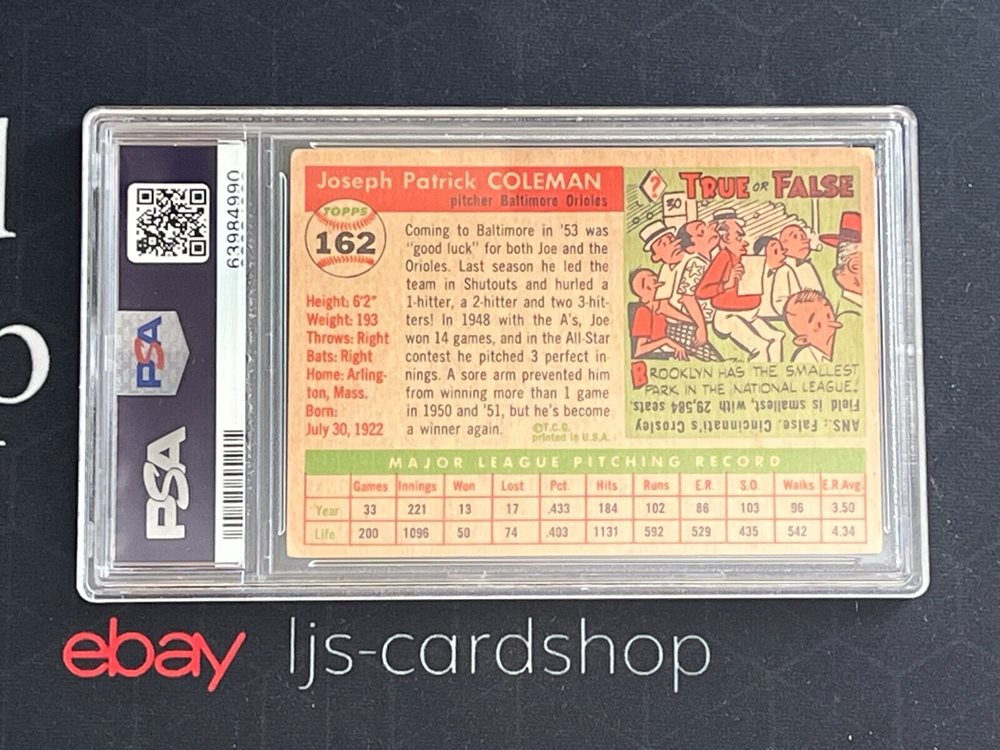 63984990
PSA
PSA
Joseph Patrick COLEMAN
pitcher Baltimore Orioles
TOPPS
162
Height: 6'2"
Weight: 193
Throws: Right
Bats: Right
Home: Arling-
ton, Mass.
Born:
July 30, 1922
Coming to Baltimore in '53 was
"good luck" for both Joe and the
Orioles. Last season he led the
team in Shutouts and hurled a
1-hitter, a 2-hitter and two 3-hit-
ters! In 1948 with the A's, Joe
won 14 games, and in the All-Star
contest he pitched 3 perfect in-
nings. A sore arm prevented him
from winning more than 1 game
in 1950 and '51, but he's become
a winner again.
©T.C.G.
printed in U.S.A.
? TRUE OR FALSE
30
BROOKLYN HAS THE SMALLEST
PARK IN THE NATIONAL LEAGUE.
ANS.: False. Cincinnati's Crosley
Field is smallest, with 29,584 seats.
MAJOR LEAGUE PITCHING RECORD
Games Innings Won Lost Pct. Hits Runs E.R. S.O. Walks E.R.Avg.
Year 33 221 13 17 .433 184 102 86 103 96 3.50
Life 200 1096 50 74 .403 1131 592 529 435 542 4.34
ebay ljs-cardshop